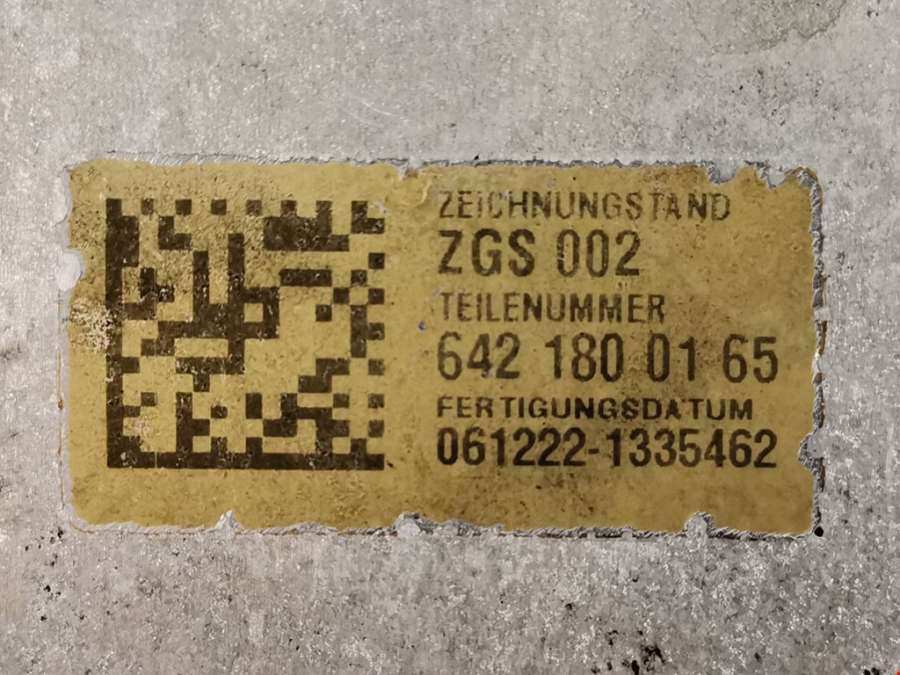 ZEICHNUNGSTAND
ZGS 002
TEILENUMMER
642 180 01 65
FERTIGUNGSDATUM
061222-1335462